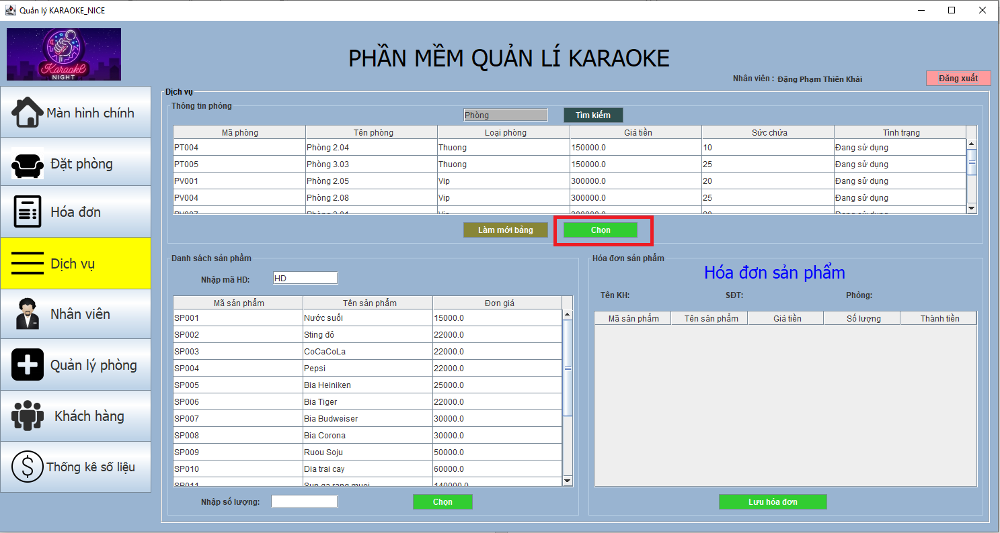 Quản lý KARAOKE_NICE
Karaoke
NIGHT
PHẦN MỀM QUẢN LÍ KARAOKE
Nhân viên : Đặng Phạm Thiên Khải
Đăng xuất
Màn hình chính
Đặt phòng
Hóa đơn
Dịch vụ
Nhân viên
Quản lý phòng
Khách hàng
Thống kê số liệu
Dịch vụ
Thông tin phòng
Phòng Tìm kiếm
Mã phòng Tên phòng Loại phòng Giá tiền Sức chứa Tình trạng
PT004 Phòng 2.04 Thuong 150000.0 10 Đang sử dụng
PT005 Phòng 3.03 Thuong 150000.0 25 Đang sử dụng
PV001 Phòng 2.05 Vip 300000.0 20 Đang sử dụng
PV004 Phòng 2.08 Vip 300000.0 25 Đang sử dụng
Làm mới bảng Chọn
Danh sách sản phẩm
Nhập mã HD: HD
Mã sản phẩm Tên sản phẩm Đơn giá
SP001 Nước suối 15000.0
SP002 Sting đỏ 22000.0
SP003 CoCaCoLa 22000.0
SP004 Pepsi 22000.0
SP005 Bia Heiniken 25000.0
SP006 Bia Tiger 22000.0
SP007 Bia Budweiser 30000.0
SP008 Bia Corona 30000.0
SP009 Ruou Soju 50000.0
SP010 Dia trai cay 60000.0
SP011 Sun ga rang muoi 140000.0
Nhập số lượng: Chọn
Hóa đơn sản phẩm
Hóa đơn sản phẩm
Tên KH: SĐT: Phòng:
Mã sản phẩm Tên sản phẩm Giá tiền Số lượng Thành tiền
Lưu hóa đơn